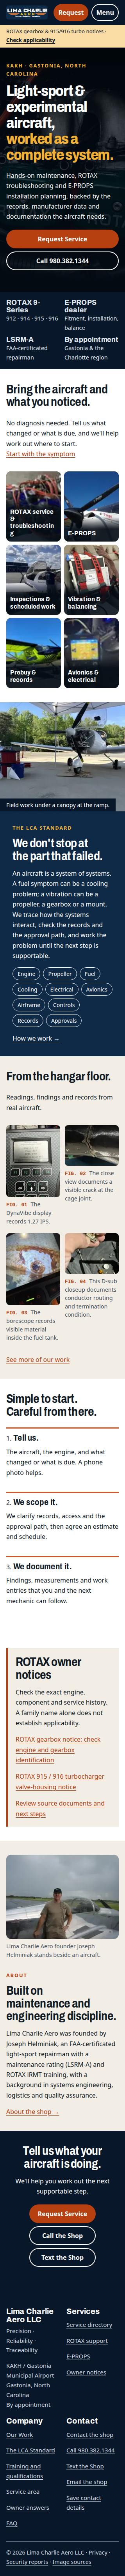 LIMA CHARLIE
Request
Menu
ROTAX gearbox & 915/916 turbo notices ·
Check applicability
KAKH · GASTONIA, NORTH
CAROLINA
Light-sport &
experimental
aircraft,
worked as a
complete system.
Hands-on maintenance, ROTAX
troubleshooting and E-PROPS
installation planning, backed by the
records, manufacturer data and
documentation the aircraft needs.
Request Service
Call 980.382.1344
ROTAX 9-
Series
912 · 914 · 915 · 916
E-PROPS
dealer
Fitment, installation,
balance
LSRM-A
FAA-certificated
repairman
By appointment
Gastonia & the
Charlotte region
Bring the aircraft and
what you noticed.
No diagnosis needed. Tell us what
changed or what is due, and we'll help
work out where to start.
Start with the symptom
ROTAX service
&
troubleshootin
g
E-PROPS
Inspections &
scheduled work
Vibration &
balancing
Prebuy &
records
Avionics &
electrical
Field work under a canopy at the ramp.
THE LCA STANDARD
We don't stop at
the part that failed.
An aircraft is a system of systems.
A fuel symptom can be a cooling
problem; a vibration can be a
propeller, a gearbox or a mount.
We trace how the systems
interact, check the records and
the approval path, and work the
problem until the next step is
supportable.
Engine
Propeller
Fuel
Cooling
Electrical
Avionics
Airframe
Controls
Records
Approvals
How we work →
From the hangar floor.
Readings, findings and records from
real aircraft.
FIG. 01 The
DynaVibe display
records 1.27 IPS.
FIG. 02 The close
view documents a
visible crack at the
cage joint.
FIG. 03 The
borescope records
visible material
inside the fuel tank.
FIG. 04 This D-sub
closeup documents
conductor routing
and termination
condition.
See more of our work
Simple to start.
Careful from there.
1. Tell us.
The aircraft, engine, and what
changed or what is due. A phone
photo helps.
2. We scope it.
We clarify records, access and the
approval path, then agree an estimate
and schedule.
3. We document it.
Findings, measurements and work
entries that you and the next
mechanic can follow.
ROTAX owner
notices
Check the exact engine,
component and service history.
A family name alone does not
establish applicability.
ROTAX gearbox notice: check
engine and gearbox
identification
ROTAX 915 / 916 turbocharger
valve-housing notice
Review source documents and
next steps
Lima Charlie Aero founder Joseph
Helminiak stands beside an aircraft.
ABOUT
Built on
maintenance and
engineering discipline.
Lima Charlie Aero was founded by
Joseph Helminiak, an FAA-certificated
light-sport repairman with a
maintenance rating (LSRM-A) and
ROTAX iRMT training, with a
background in systems engineering,
logistics and quality assurance.
About the shop →
Tell us what your
aircraft is doing.
We'll help you work out the next
supportable step.
Request Service
Call the Shop
Text the Shop
Lima Charlie
Aero LLC
Precision ·
Reliability ·
Traceability
KAKH / Gastonia
Municipal Airport
Gastonia, North
Carolina
By appointment
Services
Service directory
ROTAX support
E-PROPS
Owner notices
Company
Our Work
The LCA Standard
Training and
qualifications
Service area
Owner answers
FAQ
Contact
Contact the shop
Call 980.382.1344
Text the Shop
Email the shop
Save contact
details
© 2026 Lima Charlie Aero LLC · Privacy ·
Security reports · Image sources